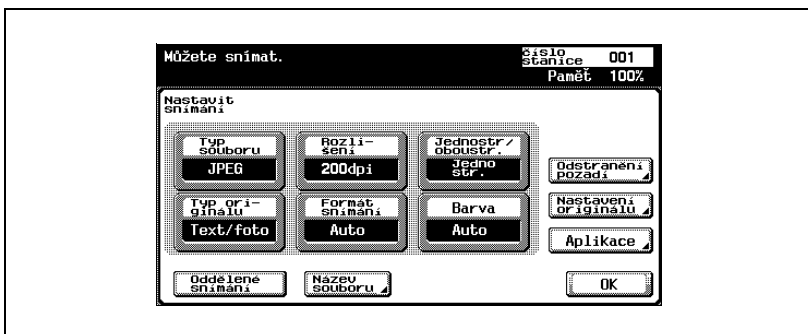 Můžete snímat.
číslo
stanice 001
Paměť 100%
Nastavit
snímání
Typ
souboru
JPEG
Rozli-
šení
200dpi
Jednostr/
oboustr.
Jedno
str.
Odstranění
pozadí
Typ ori-
ginálu
Text/foto
Formát
snímání
Auto
Barva
Auto
Nastavení
originálu
Aplikace
Oddělené
snímání
Název
souboru
OK